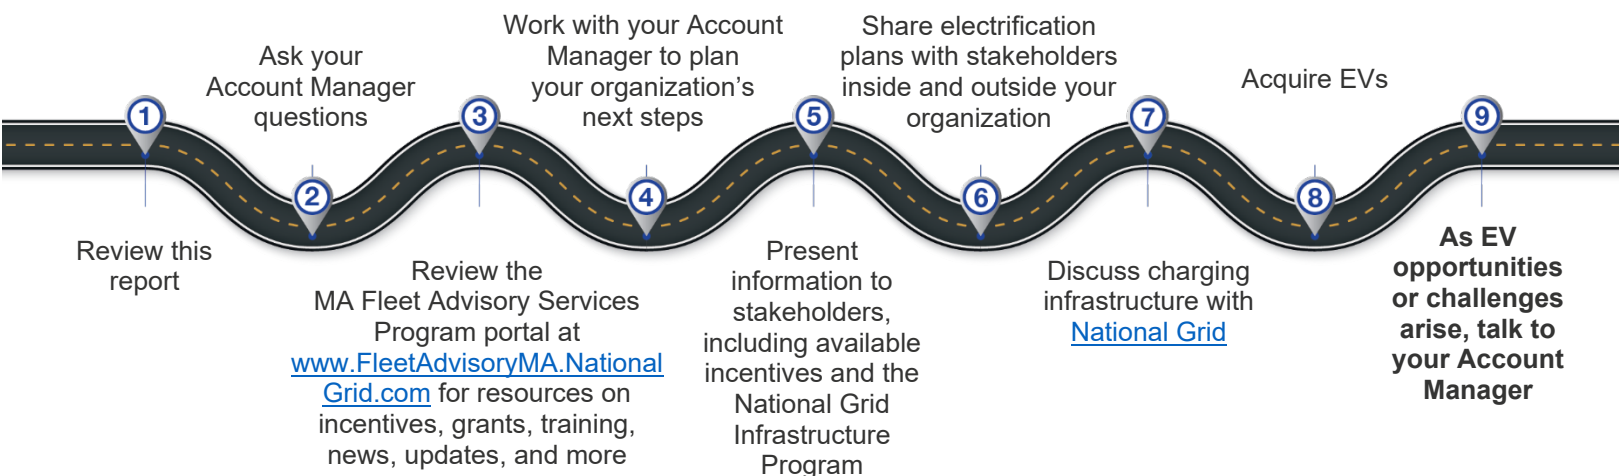 1
Review this
report
Ask your
Account Manager
questions
2
3
Review the
MA Fleet Advisory Services
Program portal at
www.FleetAdvisoryMA.National
Grid.com for resources on
incentives, grants, training,
news, updates, and more
Work with your Account
Manager to plan
your organization’s
next steps
4
5
Present
information to
stakeholders,
including available
incentives and the
National Grid
Infrastructure
Program
Share electrification
plans with stakeholders
inside and outside your
organization
6
7
Discuss charging
infrastructure with
National Grid
Acquire EVs
8
9
As EV
opportunities
or challenges
arise, talk to
your Account
Manager